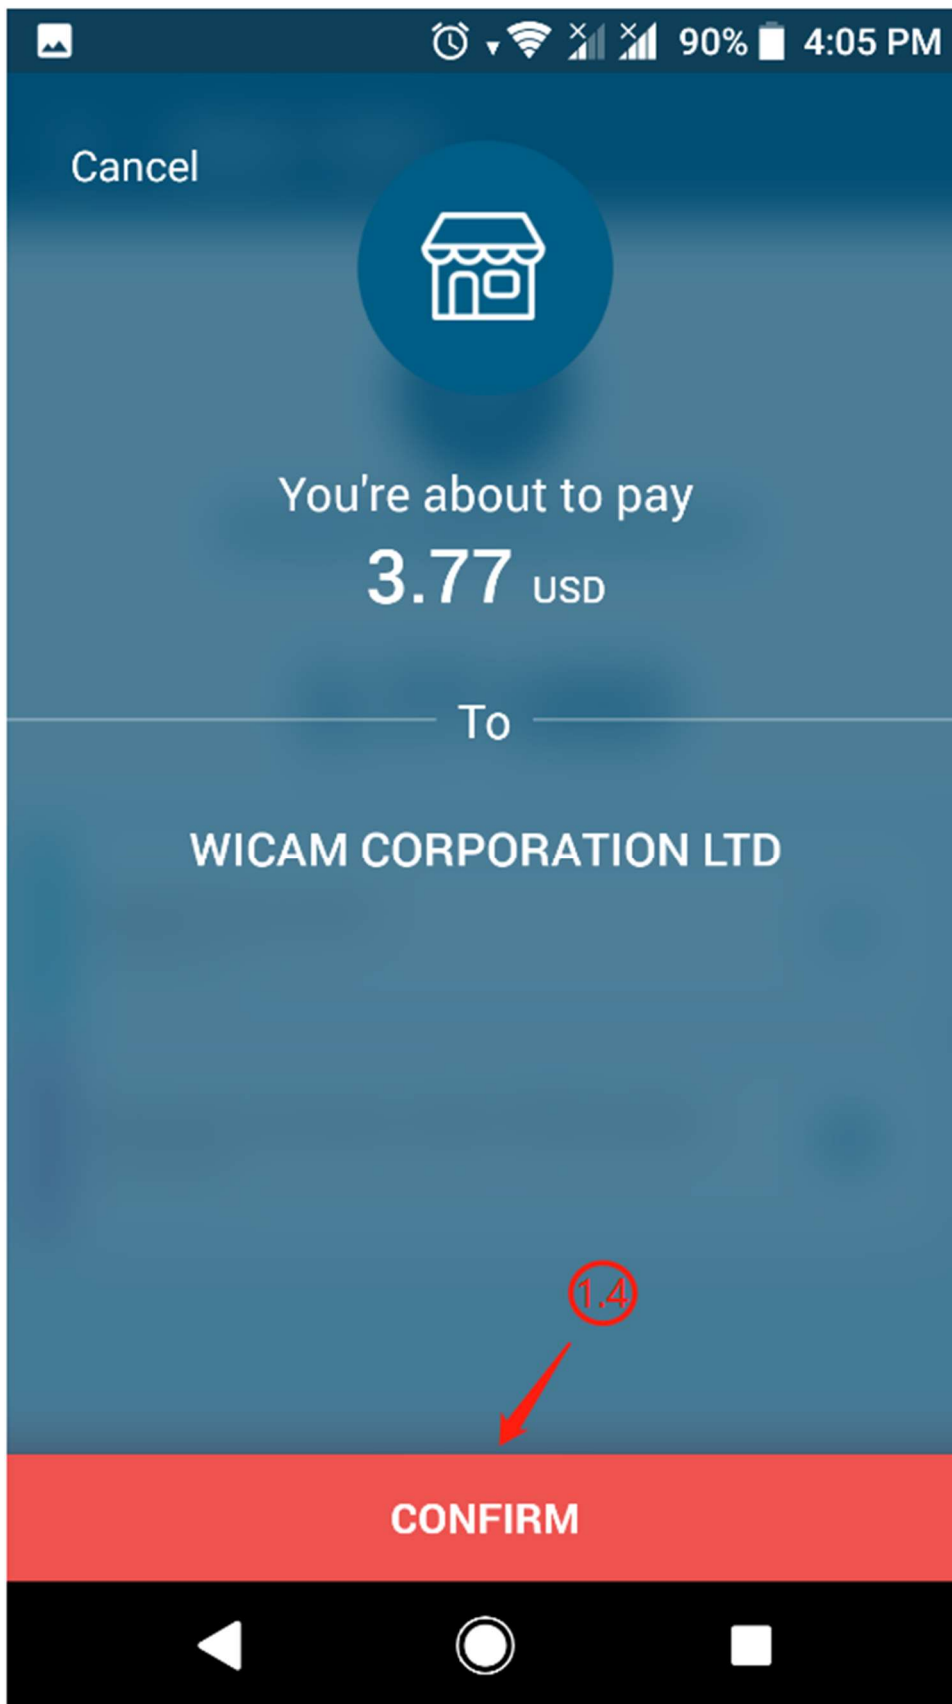 90% 4:05 PM
Cancel
You're about to pay
3.77 USD
To
WICAM CORPORATION LTD
1.4
CONFIRM